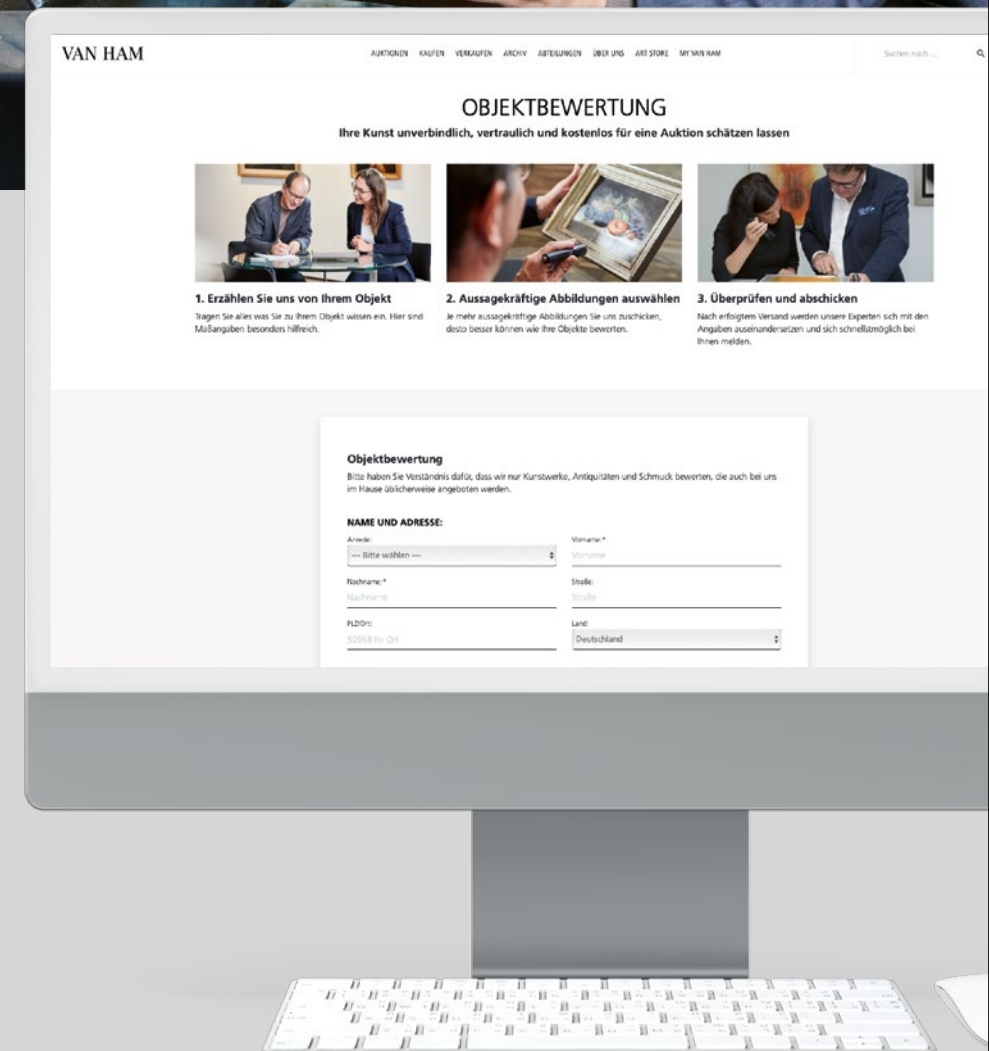 VAN HAM
AUKTIONEN KAUFEN VERKAUFEN ARCHIV ABTEILUNGEN ÜBER UNS ART STORE MY VAN HAM
Suchen nach ...
OBJEKTBEWERTUNG
Ihre Kunst unverbindlich, vertraulich und kostenlos für eine Auktion schätzen lassen
1. Erzählen Sie uns von Ihrem Objekt
Tragen Sie alles was Sie zu Ihrem Objekt wissen ein. Hier sind
Maßangaben besonders hilfreich.
2. Aussagekräftige Abbildungen auswählen
Je mehr aussagekräftige Abbildungen Sie uns zuschicken,
desto besser können wie Ihre Objekte bewerten.
3. Überprüfen und abschicken
Nach erfolgtem Versand werden unsere Experten sich mit den
Angaben auseinandersetzen und sich schnellstmöglich bei
Ihnen melden.
Objektbewertung
Bitte haben Sie Verständnis dafür, dass wir nur Kunstwerke, Antiquitäten und Schmuck bewerten, die auch bei uns
im Hause üblicherweise angeboten werden.
NAME UND ADRESSE:
Anrede:
--- Bitte wählen ---
Vorname:*
Vorname
Nachname:*
Nachname
Straße:
Straße
PLZ/Ort:
50968 Ihr Ort
Land:
Deutschland